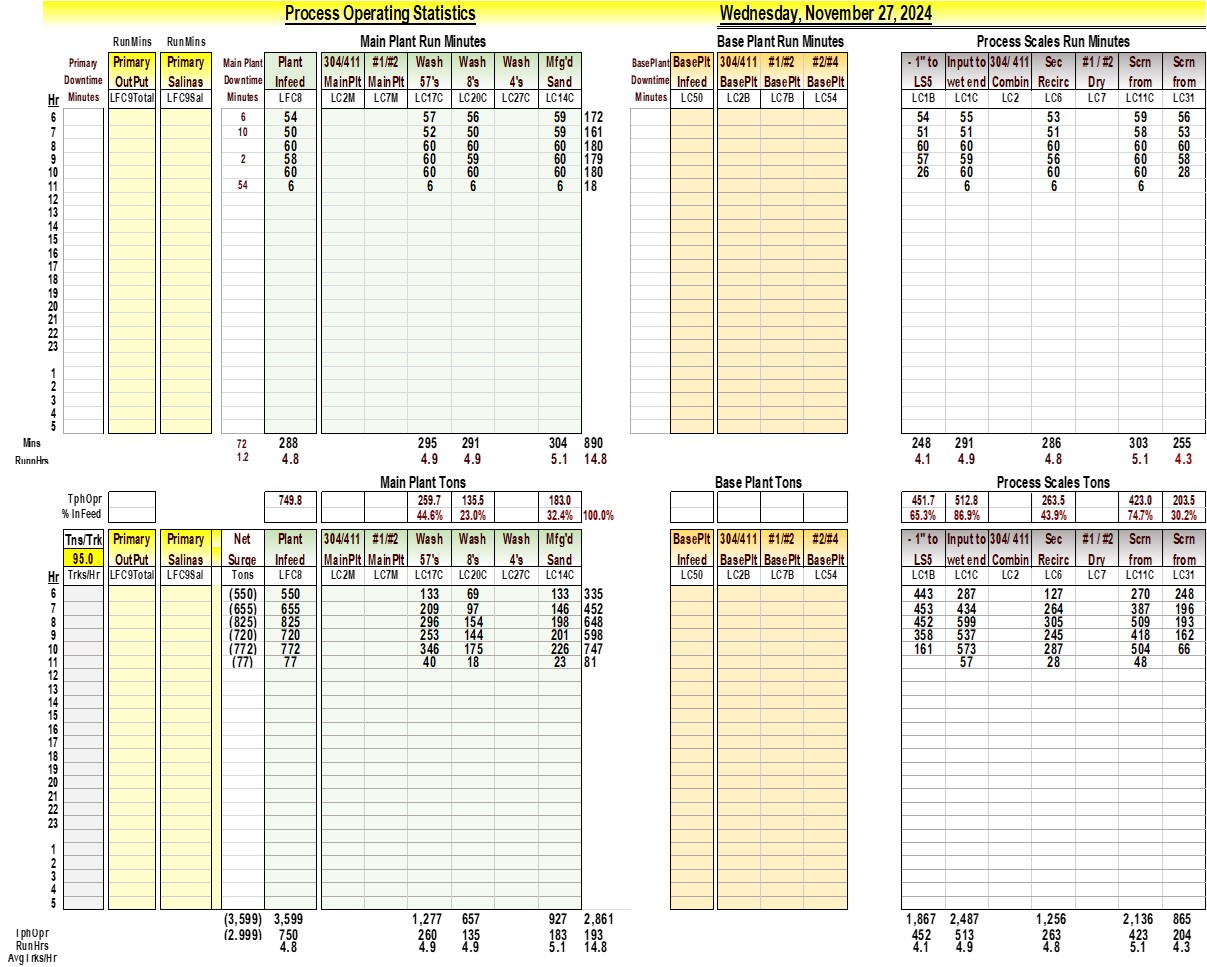 Process Operating Statistics Wednesday, November 27, 2024
RunMins RunMins Main Plant Run Minutes Base Plant Run Minutes Process Scales Run Minutes
Primary Primary Primary Main Plant Plant 304/411 #1/#2 Wash Wash Wash Mfg'd BasePlant BasePlt 304/411 #1/#2 #2/#4 - 1" to Input to 304/ 411 Sec #1 / #2 Scrn Scrn
Downtime OutPut Salinas Downtime Infeed MainPlt MainPlt 57's 8's 4's Sand Downtime Infeed BasePlt BasePlt BasePlt LS5 wet end Combin Recirc Dry from from
Hr Minutes LFC9Total LFC9Sal Minutes LFC8 LC2M LC7M LC17C LC20C LC27C LC14C Minutes LC50 LC2B LC7B LC54 LC1B LC1C LC2 LC6 LC7 LC11C LC31
6 6 54 57 56 59 172 54 55 53 59 56
7 10 50 52 50 59 161 51 51 51 58 53
8 60 60 60 60 180 60 60 60 60 60
9 2 58 60 59 60 179 57 59 56 60 58
10 60 60 60 60 180 26 60 60 60 28
11 54 6 6 6 6 18 6 6 6
12
13
14
15
16
17
18
19
20
21
22
23
1
2
3
4
5
Mins 72 288 295 291 304 890 248 291 286 303 255
RunnHrs 1.2 4.8 4.9 4.9 5.1 14.8 4.1 4.9 4.8 5.1 4.3
Main Plant Tons Base Plant Tons Process Scales Tons
TphOpr 749.8 259.7 135.5 183.0 451.7 512.8 263.5 423.0 203.5
% InFeed 44.6% 23.0% 32.4% 100.0% 65.3% 86.9% 43.9% 74.7% 30.2%
Tns/Trk Primary Primary Net Plant 304/411 #1/#2 Wash Wash Wash Mfg'd BasePlt 304/411 #1/#2 #2/#4 - 1" to Input to 304/ 411 Sec #1 / #2 Scrn Scrn
95.0 OutPut Salinas Surge Infeed MainPlt MainPlt 57's 8's 4's Sand Infeed BasePlt BasePlt BasePlt LS5 wet end Combin Recirc Dry from from
Hr Trks/Hr LFC9Total LFC9Sal Tons LFC8 LC2M LC7M LC17C LC20C LC27C LC14C LC50 LC2B LC7B LC54 LC1B LC1C LC2 LC6 LC7 LC11C LC31
6 (550) 550 133 69 133 335 443 287 127 270 248
7 (655) 655 209 97 146 452 453 434 264 387 196
8 (825) 825 296 154 198 648 452 599 305 509 193
9 (720) 720 253 144 201 598 358 537 245 418 162
10 (772) 772 346 175 226 747 161 573 287 504 66
11 (77) 77 40 18 23 81 57 28 48
12
13
14
15
16
17
18
19
20
21
22
23
1
2
3
4
5
(3,599) 3,599 1,277 657 927 2,861 1,867 2,487 1,256 2,136 865
TphOpr (2,999) 750 260 135 183 193 452 513 263 423 204
RunHrs 4.8 4.9 4.9 5.1 14.8 4.1 4.9 4.8 5.1 4.3
AvgTrks/Hr